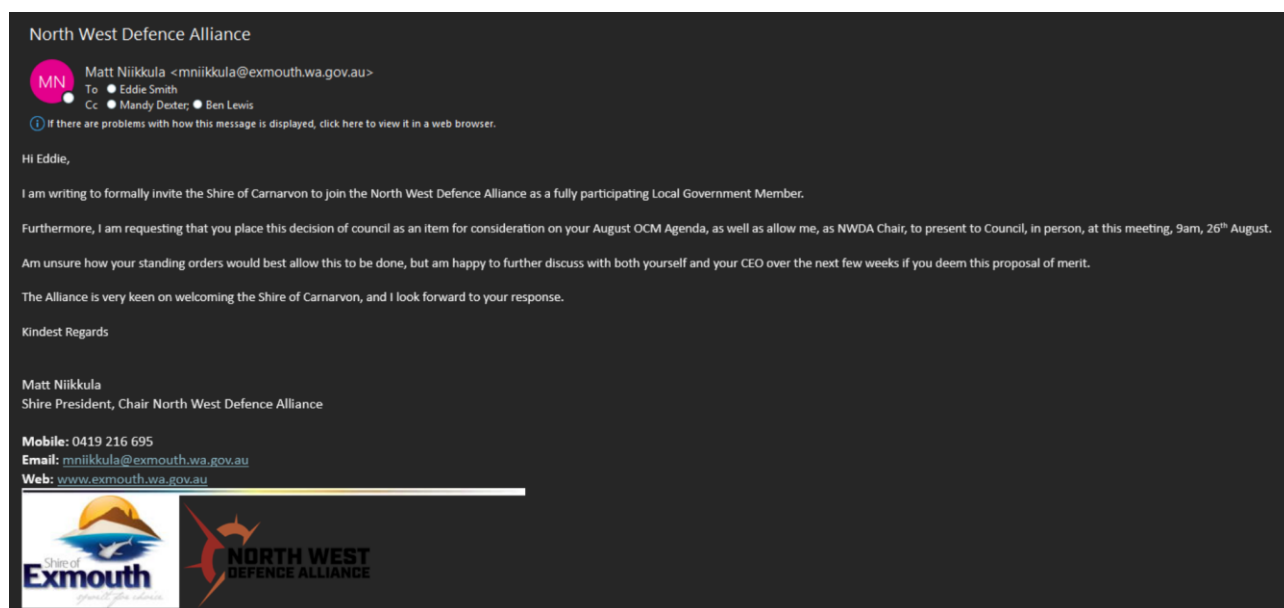 North West Defence Alliance
MN
Matt Niikkula <mniikkula@exmouth.wa.gov.au>
To Eddie Smith
Cc Mandy Dexter; Ben Lewis
If there are problems with how this message is displayed, click here to view it in a web browser.
Hi Eddie,
I am writing to formally invite the Shire of Carnarvon to join the North West Defence Alliance as a fully participating Local Government Member.
Furthermore, I am requesting that you place this decision of council as an item for consideration on your August OCM Agenda, as well as allow me, as NWDA Chair, to present to Council, in person, at this meeting, 9am, 26th August.
Am unsure how your standing orders would best allow this to be done, but am happy to further discuss with both yourself and your CEO over the next few weeks if you deem this proposal of merit.
The Alliance is very keen on welcoming the Shire of Carnarvon, and I look forward to your response.
Kindest Regards
Matt Niikkula
Shire President, Chair North West Defence Alliance
Mobile: 0419 216 695
Email: mniikkula@exmouth.wa.gov.au
Web: www.exmouth.wa.gov.au
Shire of
Exmouth
NORTH WEST
DEFENCE ALLIANCE